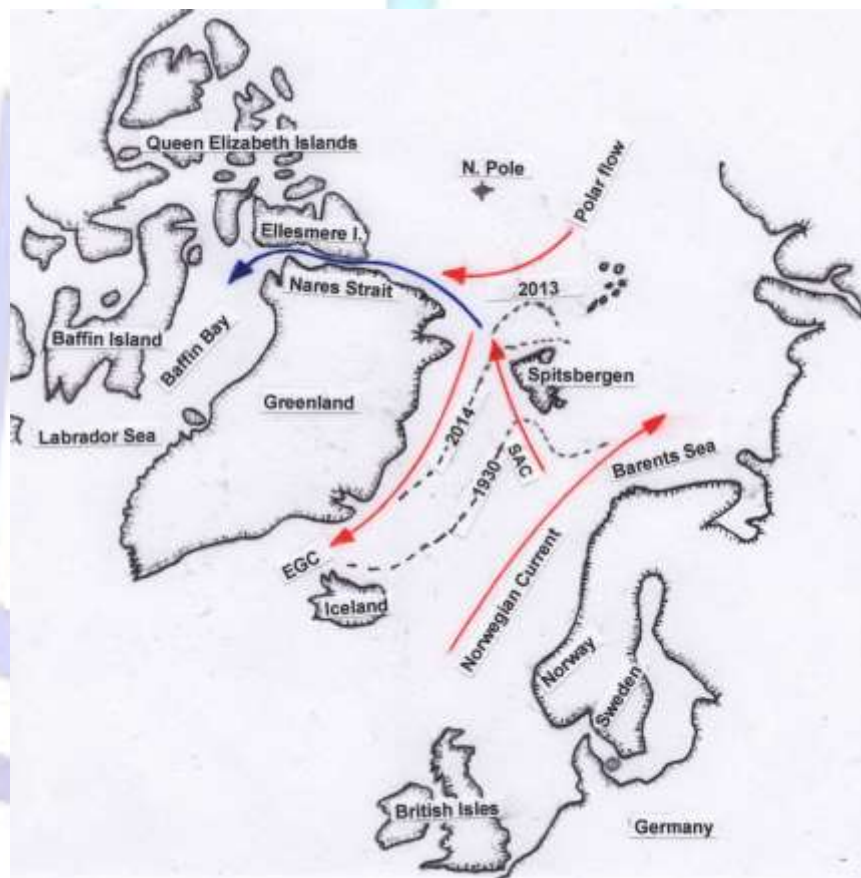 Queen Elizabeth Islands
N. Pole
Polar flow
Ellesmere I.
Nares Strait
2013
Baffin Island
Baffin Bay
Spitsbergen
Greenland
Labrador Sea
2014
SAC
1930
Barents Sea
EGC
Iceland
Norwegian Current
Norway
Sweden
British Isles
Germany